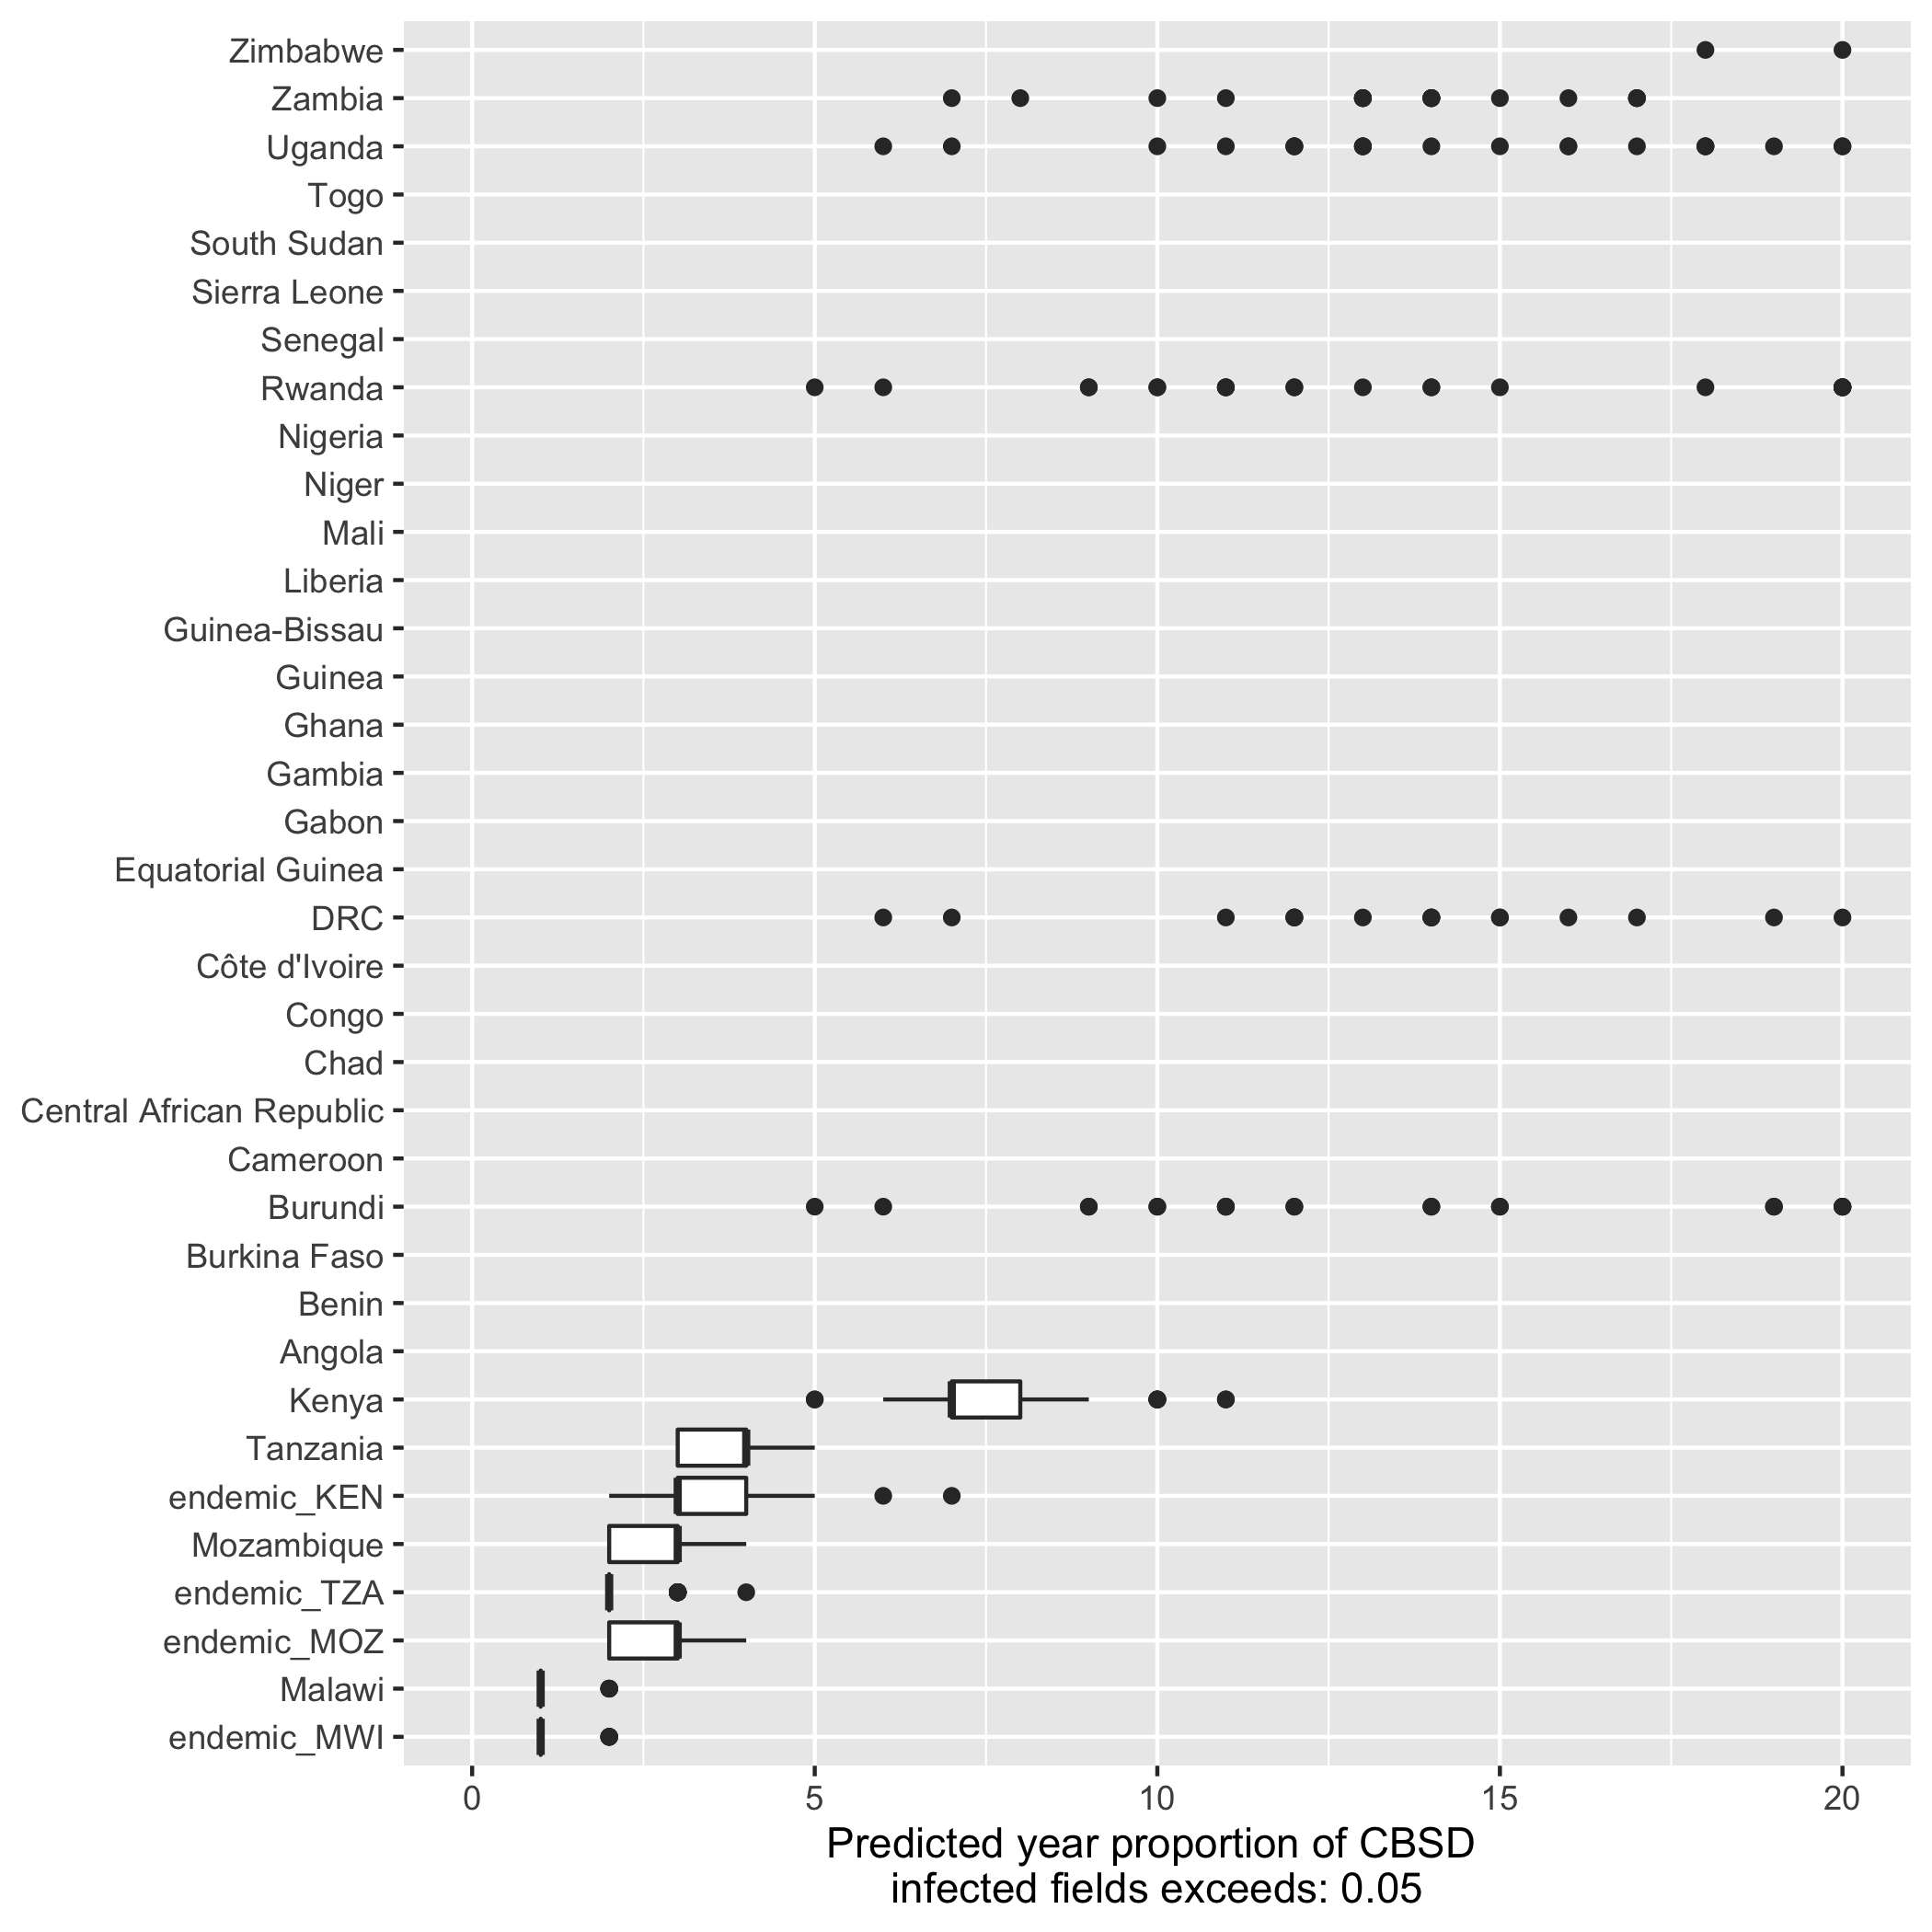 Zimbabwe
Zambia
Uganda
Togo
South Sudan
Sierra Leone
Senegal
Rwanda
Nigeria
Niger
Mali
Liberia
Guinea-Bissau
Guinea
Ghana
Gambia
Gabon
Equatorial Guinea
DRC
Côte d'Ivoire
Congo
Chad
Central African Republic
Cameroon
Burundi
Burkina Faso
Benin
Angola
Kenya
Tanzania
endemic_KEN
Mozambique
endemic_TZA
endemic_MOZ
Malawi
endemic_MWI
0 5 10 15 20
Predicted year proportion of CBSD
infected fields exceeds: 0.05